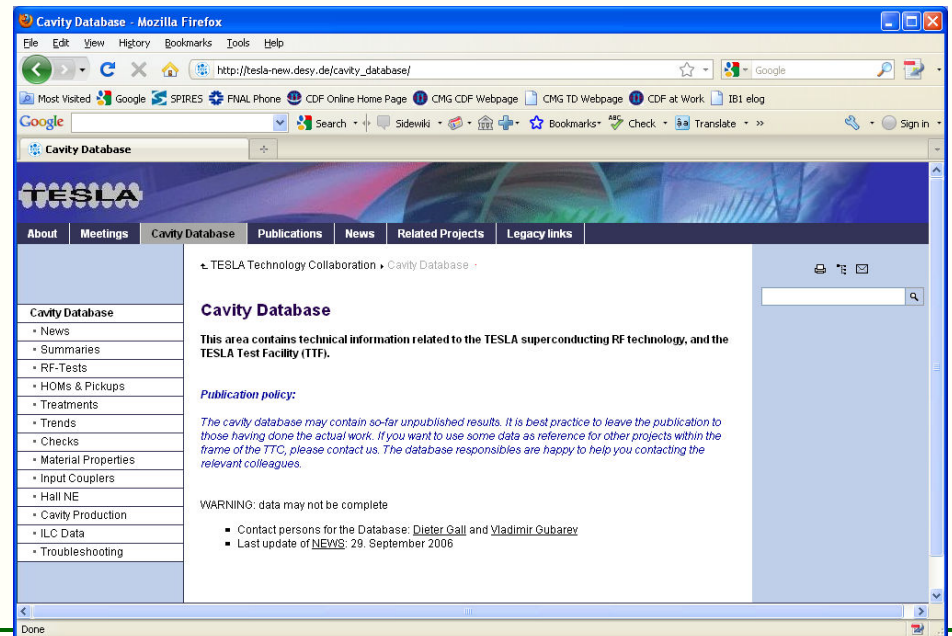 Cavity Database - Mozilla Firefox
File Edit View History Bookmarks Tools Help
http://tesla-new.desy.de/cavity_database/ Google
Most Visited Google SPIRES FNAL Phone CDF Online Home Page CMG CDF Webpage CMG TD Webpage CDF at Work IB1 elog
Google Search Sidewiki Bookmarks ABC Check Translate » Sign in
Cavity Database
TESLA
About Meetings Cavity Database Publications News Related Projects Legacy links
TESLA Technology Collaboration Cavity Database
Cavity Database
News
Summaries
RF-Tests
HOMs & Pickups
Treatments
Trends
Checks
Material Properties
Input Couplers
Hall NE
Cavity Production
ILC Data
Troubleshooting
Cavity Database
This area contains technical information related to the TESLA superconducting RF technology, and the
TESLA Test Facility (TTF).
Publication policy:
The cavity database may contain so-far unpublished results. It is best practice to leave the publication to
those having done the actual work. If you want to use some data as reference for other projects within the
frame of the TTC, please contact us. The database responsibles are happy to help you contacting the
relevant colleagues.
WARNING: data may not be complete
Contact persons for the Database: Dieter Gall and Vladimir Gubarev
Last update of NEWS: 29. September 2006
Done